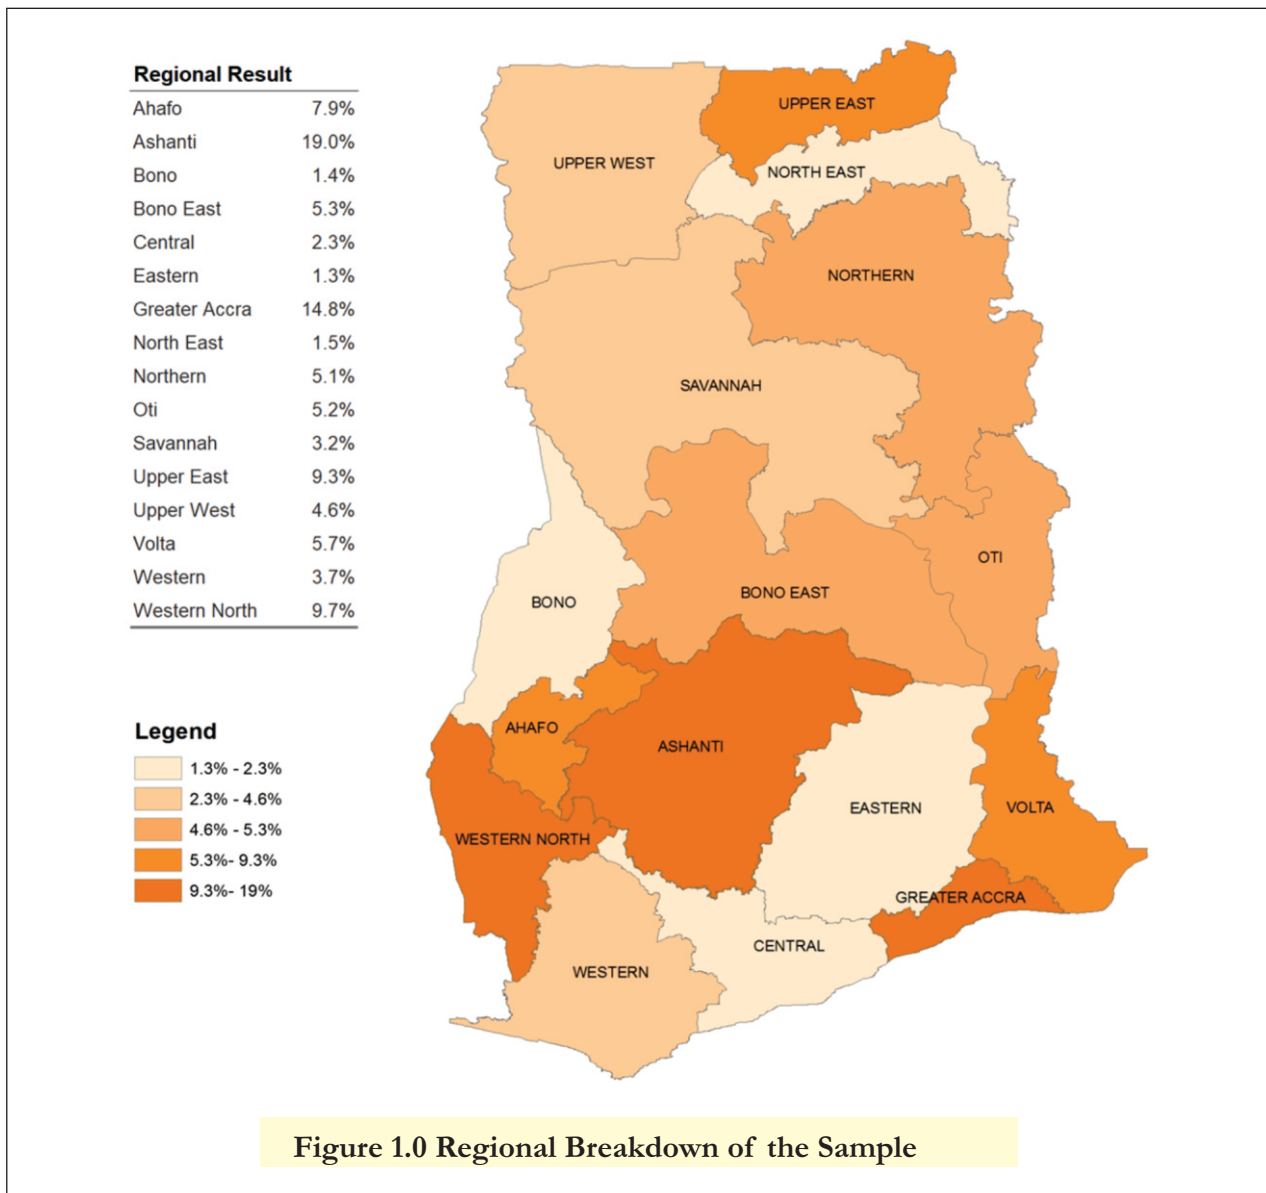 Regional Result
Ahafo 7.9%
Ashanti 19.0%
Bono 1.4%
Bono East 5.3%
Central 2.3%
Eastern 1.3%
Greater Accra 14.8%
North East 1.5%
Northern 5.1%
Oti 5.2%
Savannah 3.2%
Upper East 9.3%
Upper West 4.6%
Volta 5.7%
Western 3.7%
Western North 9.7%
Legend
1.3% - 2.3%
2.3% - 4.6%
4.6% - 5.3%
5.3%- 9.3%
9.3%- 19%
UPPER EAST
UPPER WEST
NORTH EAST
NORTHERN
SAVANNAH
OTI
BONO EAST
BONO
AHAFO
ASHANTI
EASTERN
VOLTA
WESTERN NORTH
GREATER ACCRA
CENTRAL
WESTERN
Figure 1.0 Regional Breakdown of the Sample